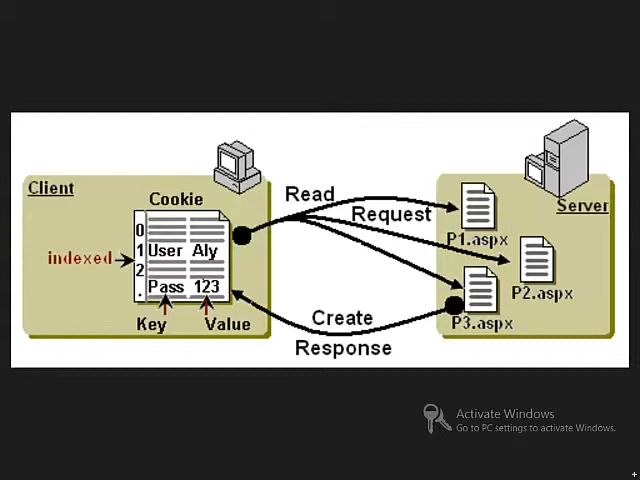 Client
Cookie
0
1
2
.
User Aly
Pass 123
indexed
Key
Value
Read
Request
Create
Response
Server
P1.aspx
P2.aspx
P3.aspx
Activate Windows
Go to PC settings to activate Windows.